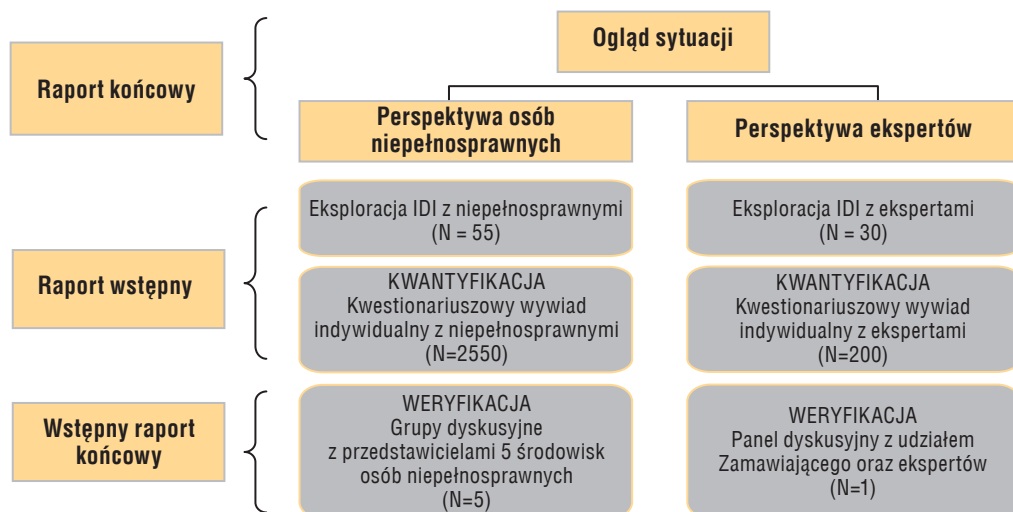 Raport końcowy
Ogląd sytuacji
Perspektywa osób
niepełnosprawnych
Perspektywa ekspertów
Raport wstępny
Eksploracja IDI z niepełnosprawnymi
(N = 55)
Eksploracja IDI z ekspertami
(N = 30)
KWANTYFIKACJA
Kwestionariuszowy wywiad
indywidualny z niepełnosprawnymi
(N=2550)
KWANTYFIKACJA
Kwestionariuszowy wywiad
indywidualny z ekspertami
(N=200)
Wstępny raport
końcowy
WERYFIKACJA
Grupy dyskusyjne
z przedstawicielami 5 środowisk
osób niepełnosprawnych
(N=5)
WERYFIKACJA
Panel dyskusyjny z udziałem
Zamawiającego oraz ekspertów
(N=1)